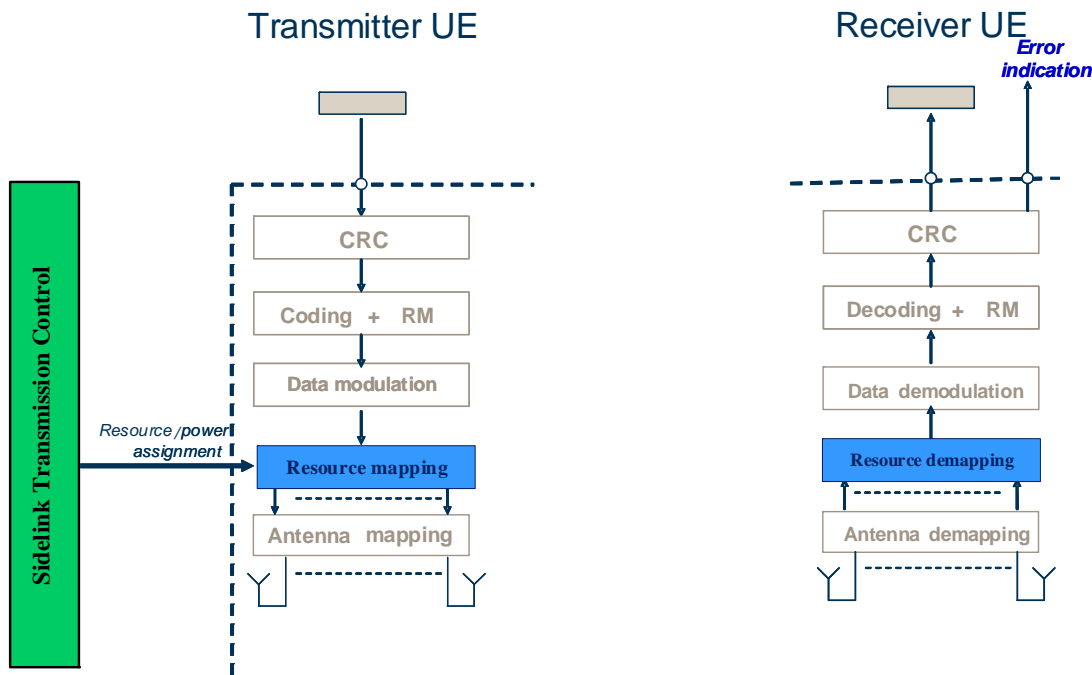 Transmitter UE
Receiver UE
Error
indication
CRC
Coding + RM
Data modulation
Resource /power
assignment
Resource mapping
Antenna mapping
Sidelink Transmission Control
CRC
Decoding + RM
Data demodulation
Resource demapping
Antenna demapping